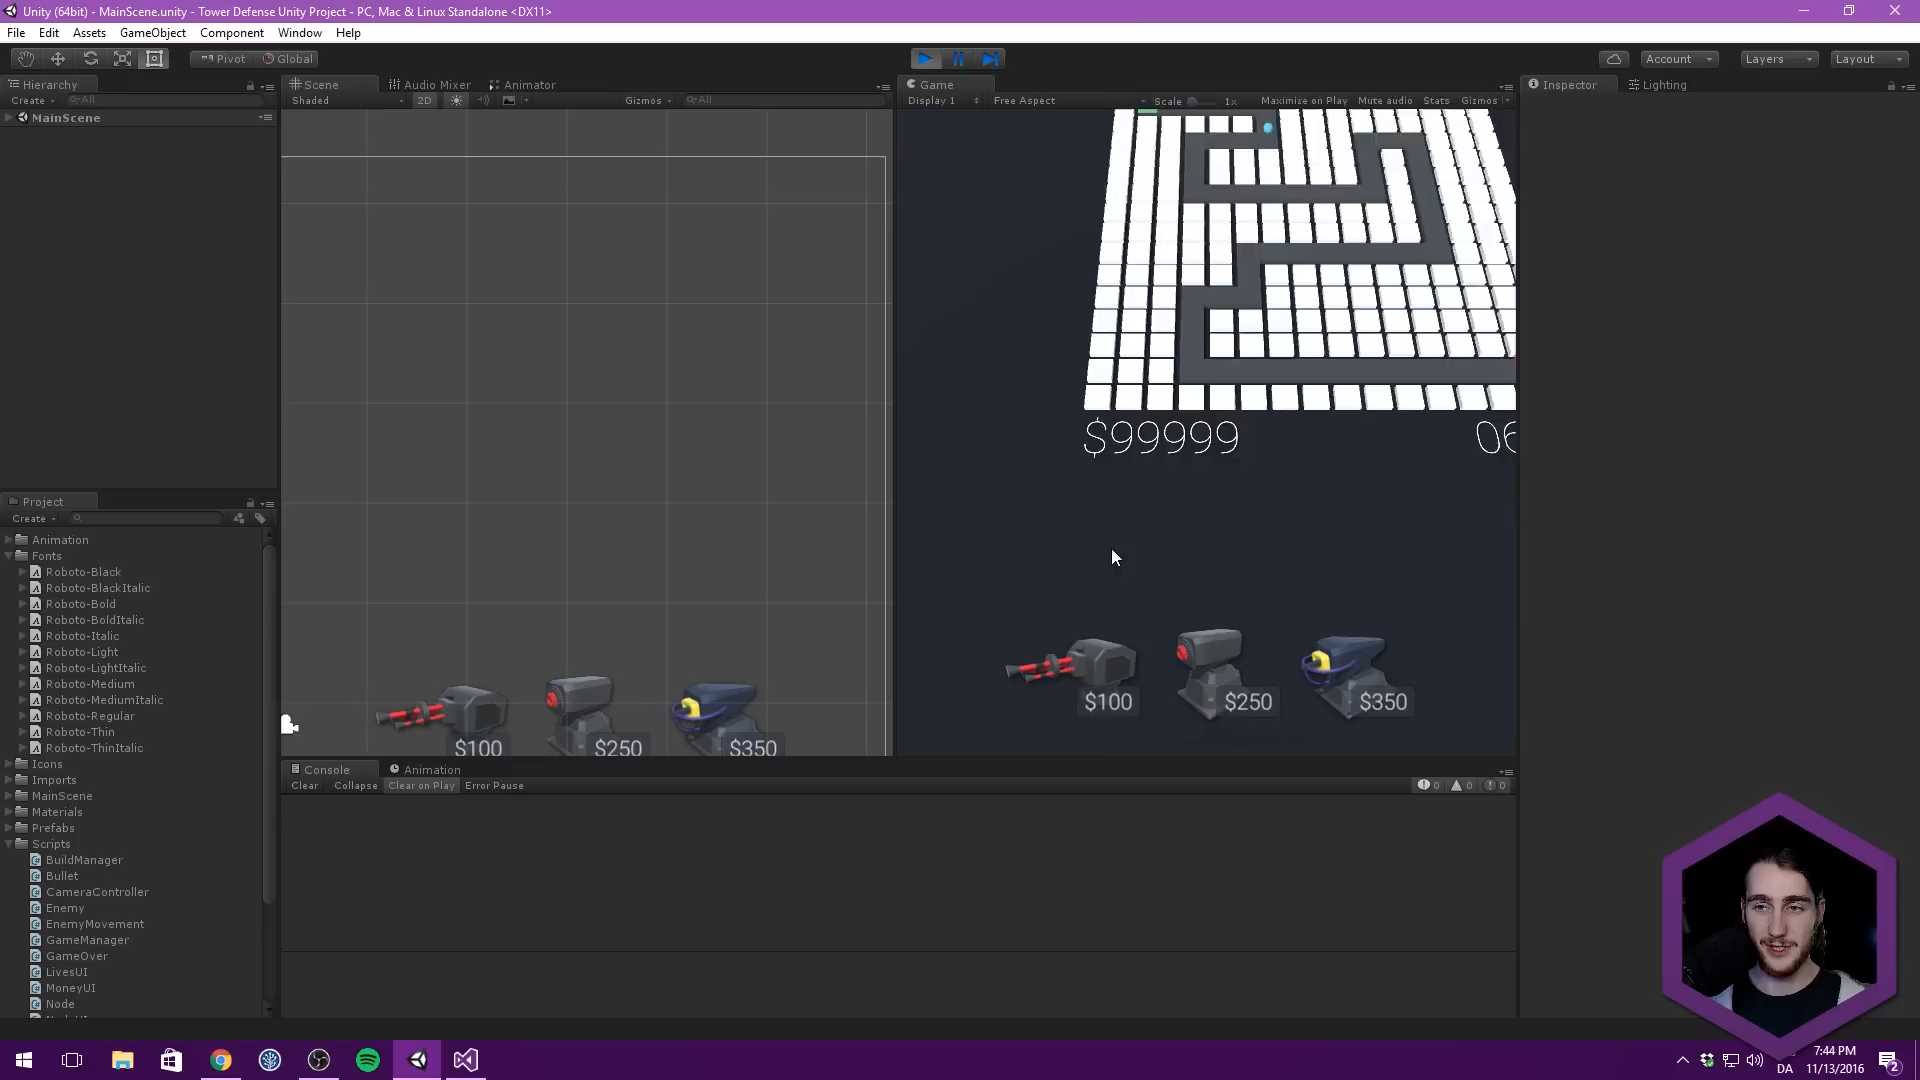 Unity (64bit) - MainScene.unity - Tower Defense Unity Project - PC, Mac & Linux Standalone <DX11>
File Edit Assets GameObject Component Window Help
Pivot Global Account Layers Layout
Hierarchy
Create All
MainScene
Scene Audio Mixer Animator
Shaded 2D Gizmos All
Game
Display 1 Free Aspect Scale 1x Maximize on Play Mute audio Stats Gizmos
Inspector Lighting
$99999
$100 $250 $350
$100 $250 $350
Project
Create
Animation
Fonts
Roboto-Black
Roboto-BlackItalic
Roboto-Bold
Roboto-BoldItalic
Roboto-Italic
Roboto-Light
Roboto-LightItalic
Roboto-Medium
Roboto-MediumItalic
Roboto-Regular
Roboto-Thin
Roboto-ThinItalic
Icons
Imports
MainScene
Materials
Prefabs
Scripts
BuildManager
Bullet
CameraController
Enemy
EnemyMovement
GameManager
GameOver
LivesUI
MoneyUI
Node
Console Animation
Clear Collapse Clear on Play Error Pause 0 0 0
7:44 PM
DA 11/13/2016 2